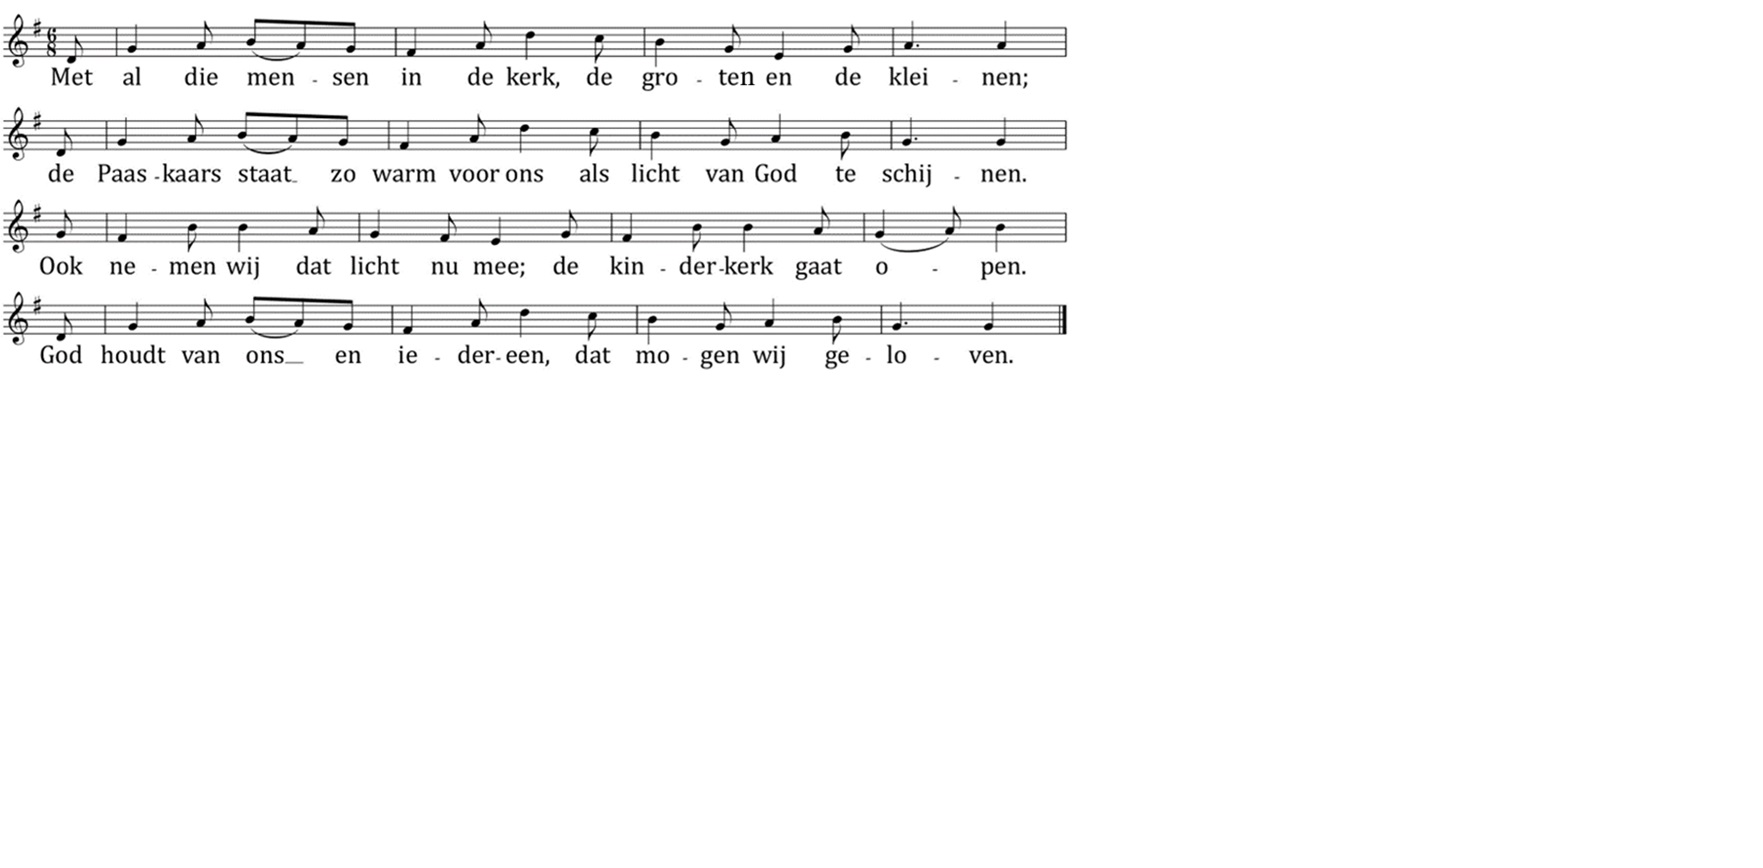 Met al die men - sen in de kerk, de gro - ten en de klei - nen;
de Paas - kaars staat_ zo warm voor ons als licht van God te schij - nen.
Ook ne - men wij dat licht nu mee; de kin - der - kerk gaat o - pen.
God houdt van ons_ en ie - der - een, dat mo - gen wij ge - lo - ven.